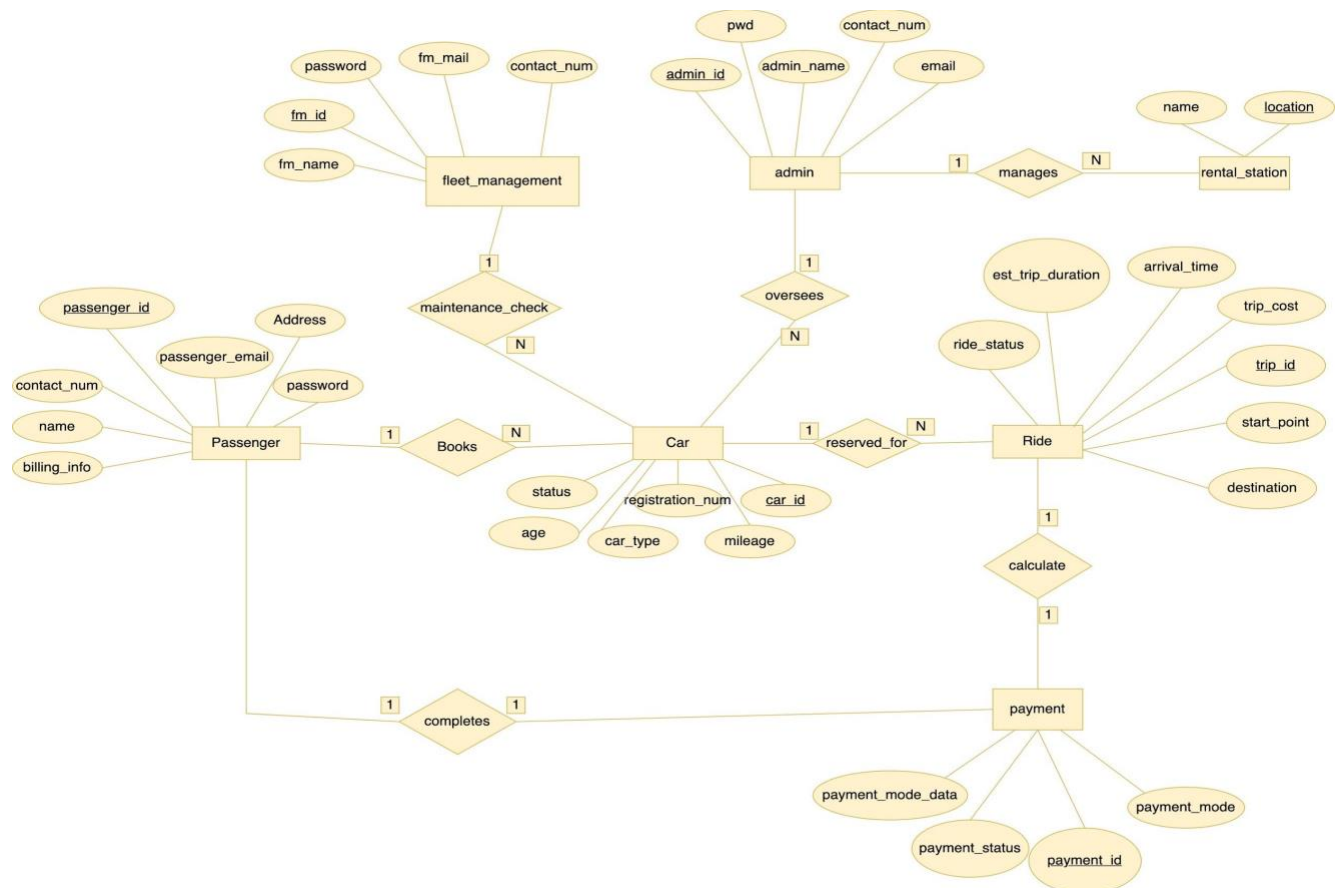 pwd
contact_num
fm_mail
password
contact_num
admin_id
admin_name
email
name
location
fm_id
fm_name
fleet_management
admin
1
manages
N
rental_station
1
1
est_trip_duration
arrival_time
passenger_id
Address
maintenance_check
oversees
trip_cost
N
N
ride_status
passenger_email
trip_id
contact_num
password
name
Passenger
1
Books
N
Car
1
reserved_for
N
Ride
start_point
billing_info
status
registration_num
car_id
destination
age
car_type
mileage
1
calculate
1
1
completes
1
payment
payment_mode_data
payment_mode
payment_status
payment_id